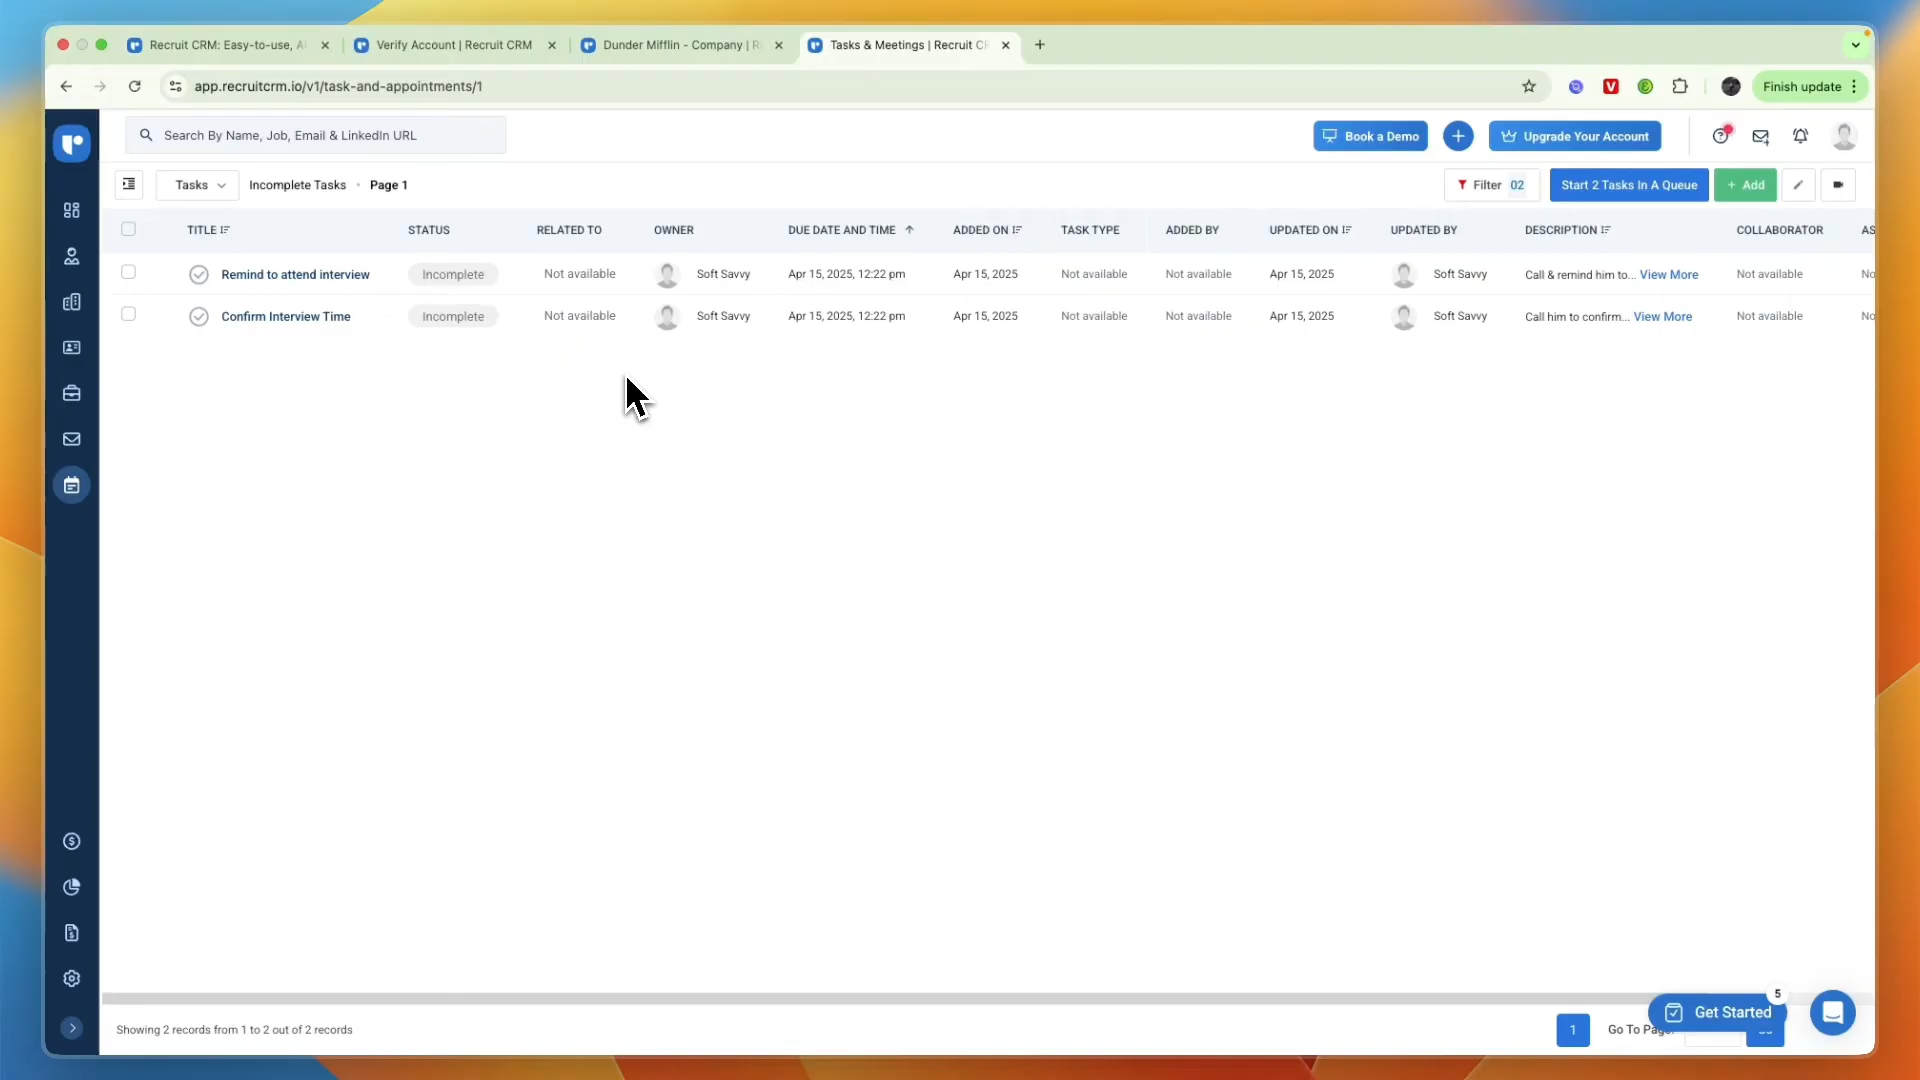 Recruit CRM: Easy-to-use, A
Verify Account | Recruit CRM
Dunder Mifflin - Company | R
Tasks & Meetings | Recruit C
app.recruitcrm.io/v1/task-and-appointments/1
Finish update
Search By Name, Job, Email & LinkedIn URL
Book a Demo
Upgrade Your Account
Tasks
Incomplete Tasks • Page 1
Filter 02
Start 2 Tasks In A Queue
+ Add
TITLE STATUS RELATED TO OWNER DUE DATE AND TIME ADDED ON TASK TYPE ADDED BY UPDATED ON UPDATED BY DESCRIPTION COLLABORATOR AS
Remind to attend interview Incomplete Not available Soft Savvy Apr 15, 2025, 12:22 pm Apr 15, 2025 Not available Not available Apr 15, 2025 Soft Savvy Call & remind him to... View More Not available No
Confirm Interview Time Incomplete Not available Soft Savvy Apr 15, 2025, 12:22 pm Apr 15, 2025 Not available Not available Apr 15, 2025 Soft Savvy Call him to confirm... View More Not available No
5
Get Started
Showing 2 records from 1 to 2 out of 2 records
1
Go To Page